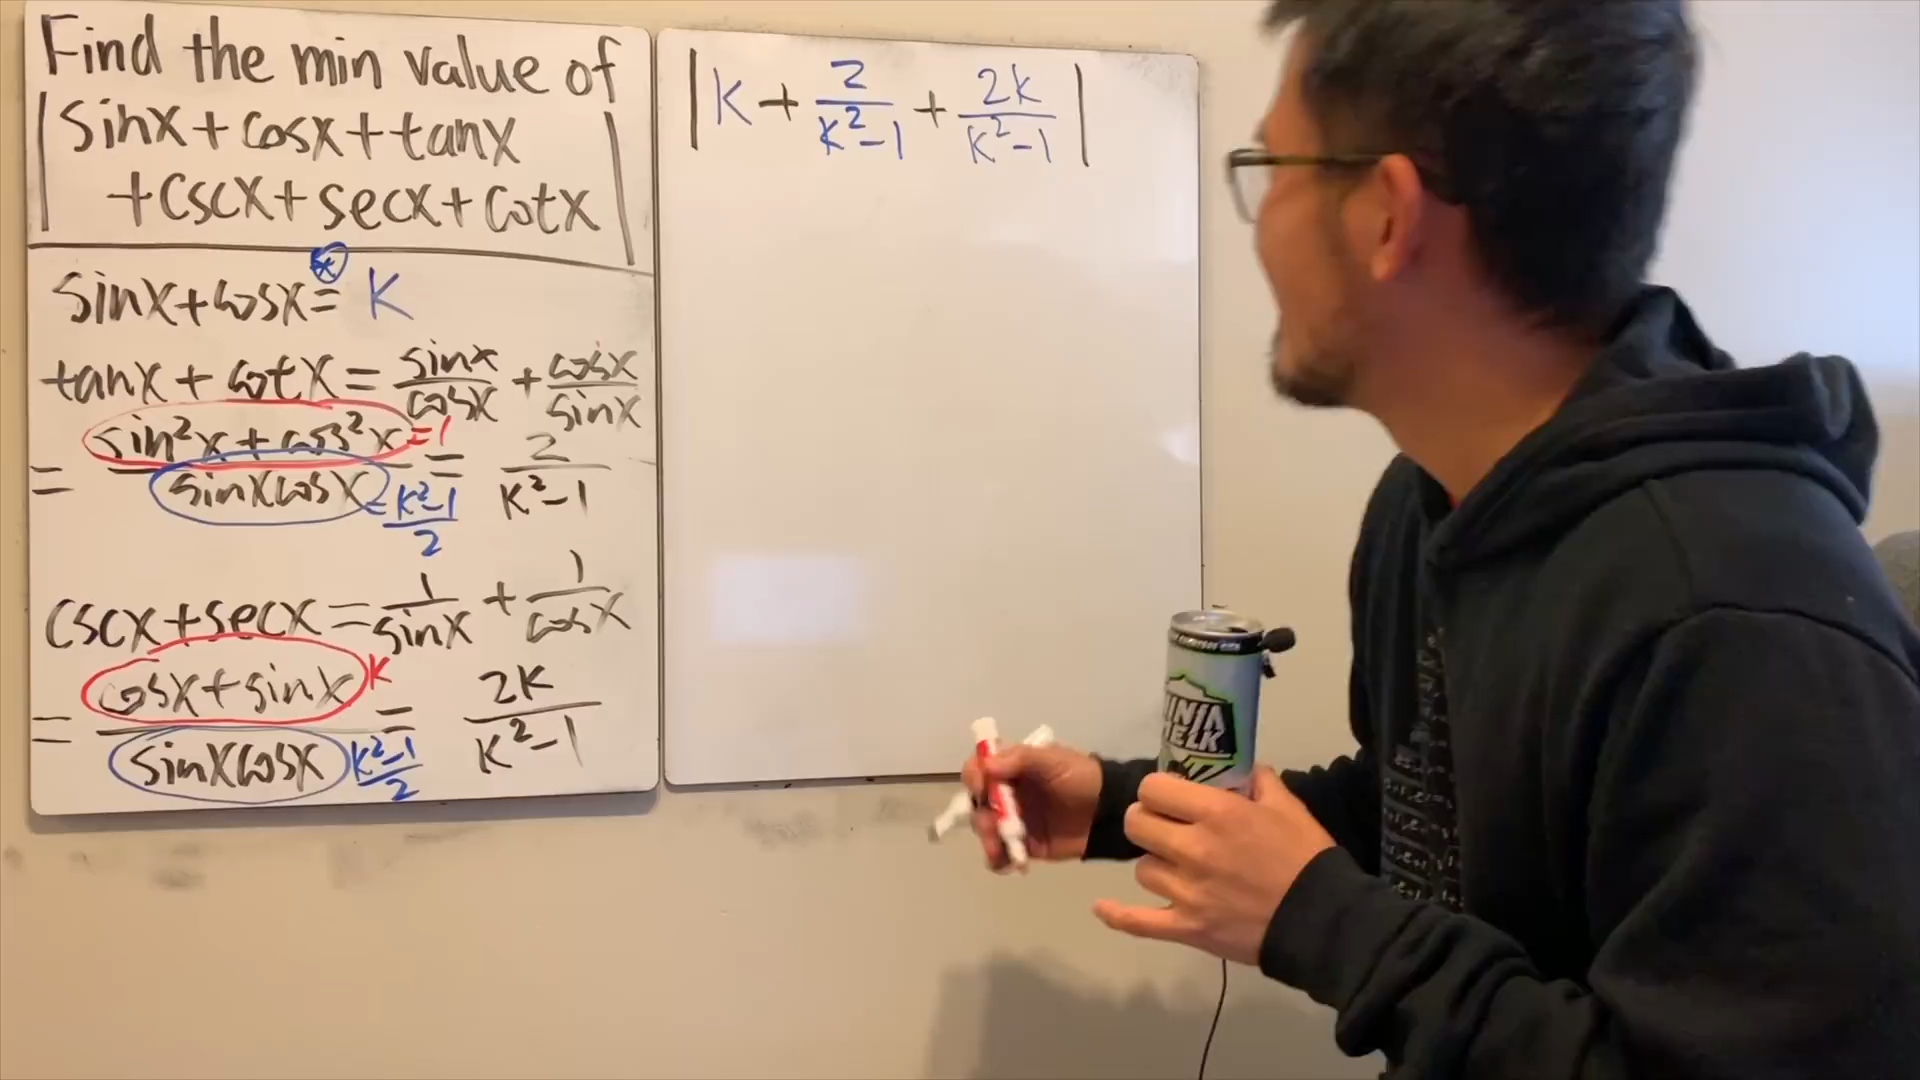 Find the min value of
|sinx+cosx+tanx
+cscx+secx+cotx|
sinx+cosx=K
tanx+cotx=sinx/cosx+cosx/sinx
=sin²x+cos²x=1/sinxcosx=K²-1/2=2/K²-1
cscx+secx=1/sinx+1/cosx
=cosx+sinx K/sinxcosx K²-1/2=2K/K²-1
|K+2/K²-1+2K/K²-1|